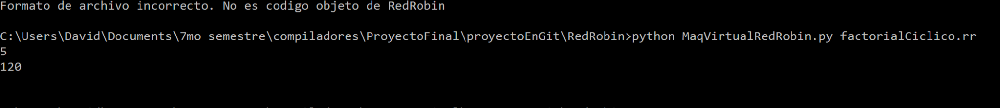 Formato de archivo incorrecto. No es codigo objeto de RedRobin
C:\Users\David\Documents\7mo semestre\compiladores\ProyectoFinal\proyectoEnGit\RedRobin>python MaqVirtualRedRobin.py factorialCiclico.rr
5
120